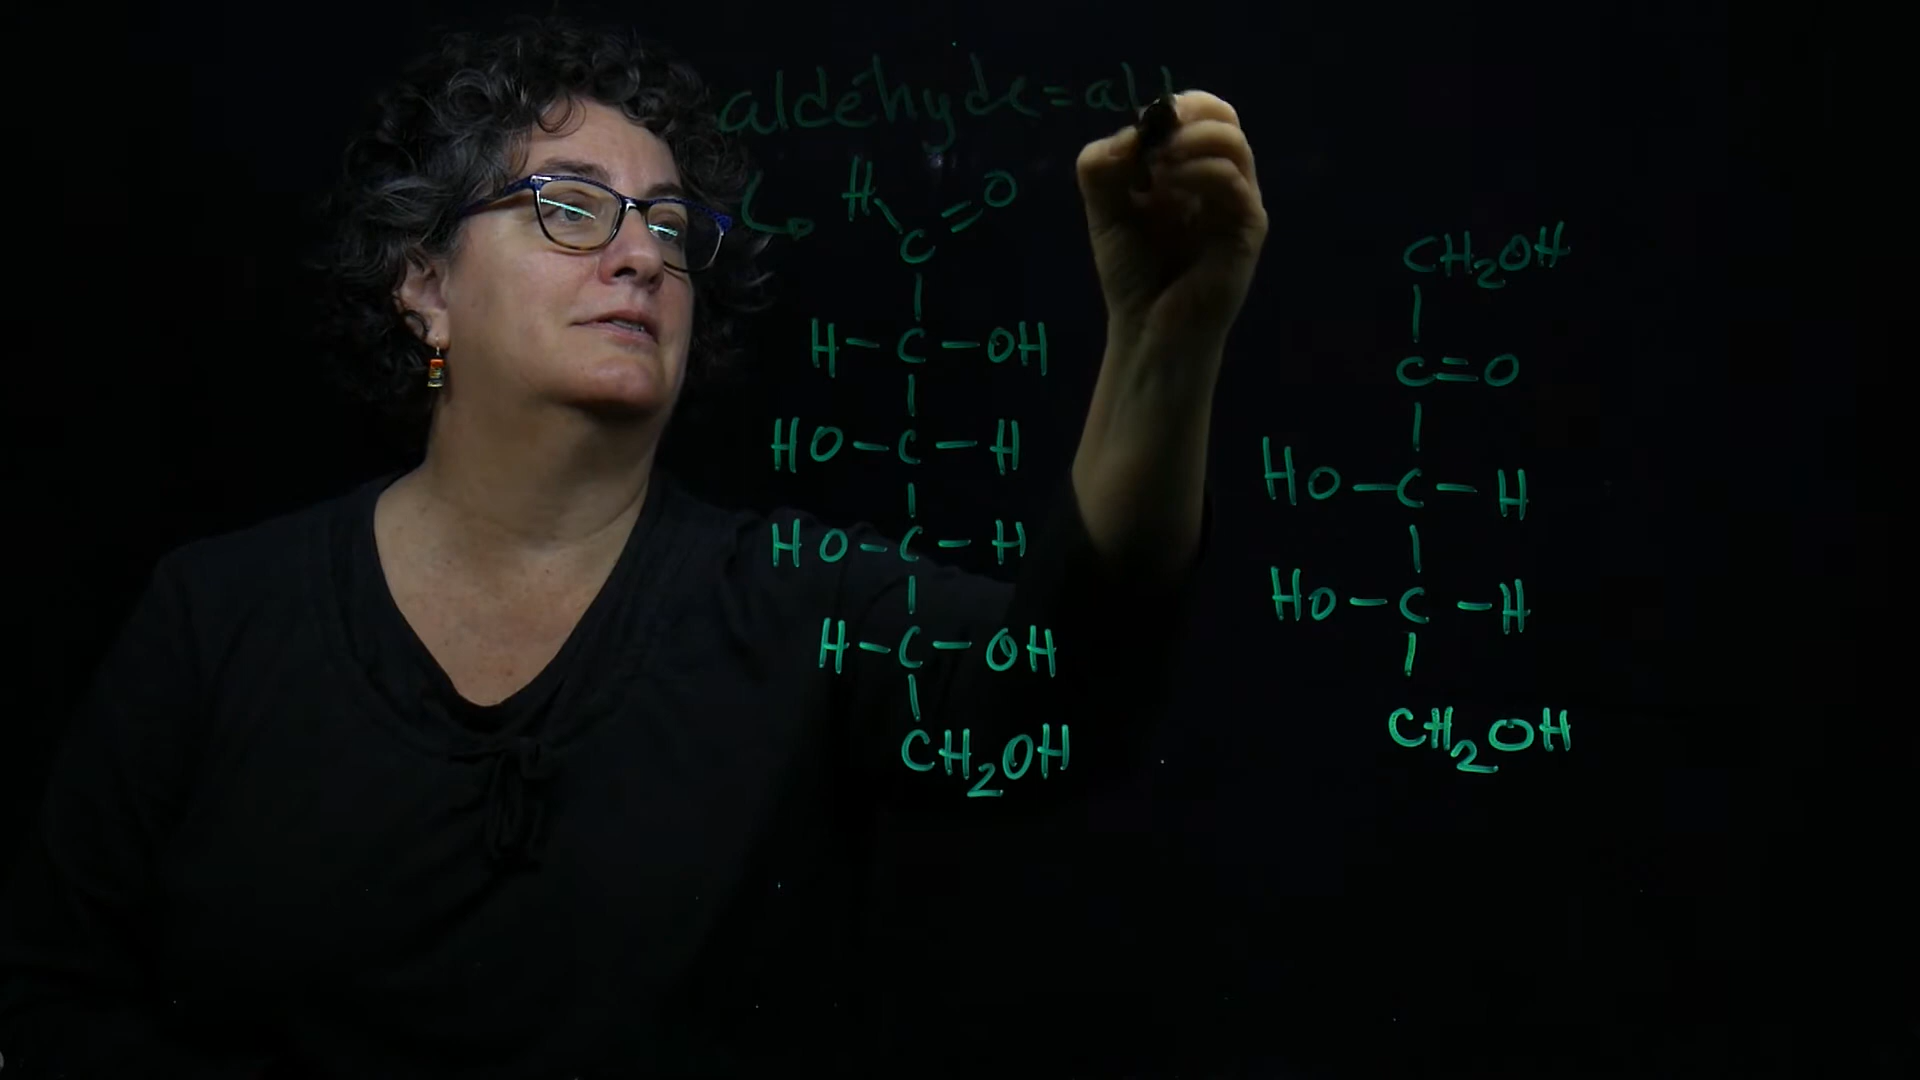 aldehyde = al
H O
C
H-C-OH
HO-C-H
HO-C-H
H-C-OH
CH2OH
CH2OH
C=O
HO-C-H
HO-C-H
CH2OH